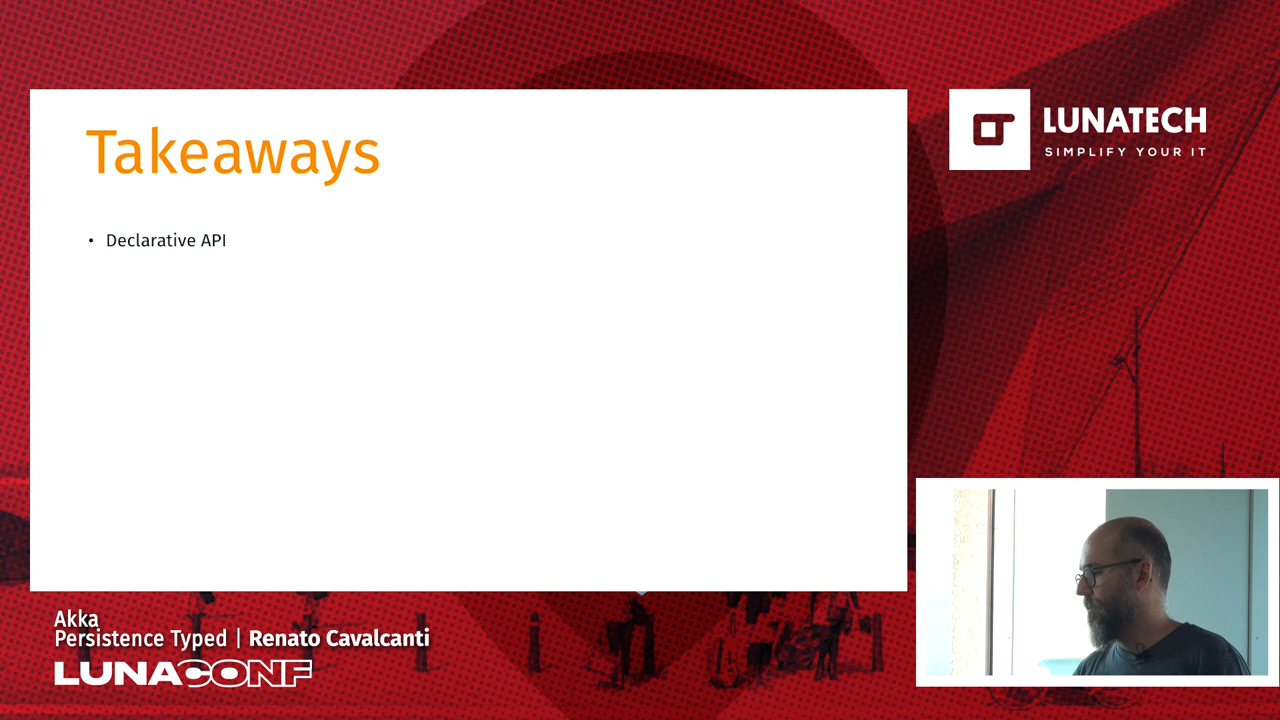 Takeaways
• Declarative API
LUNATECH
SIMPLIFY YOUR IT
Akka
Persistence Typed | Renato Cavalcanti
LUNACONF